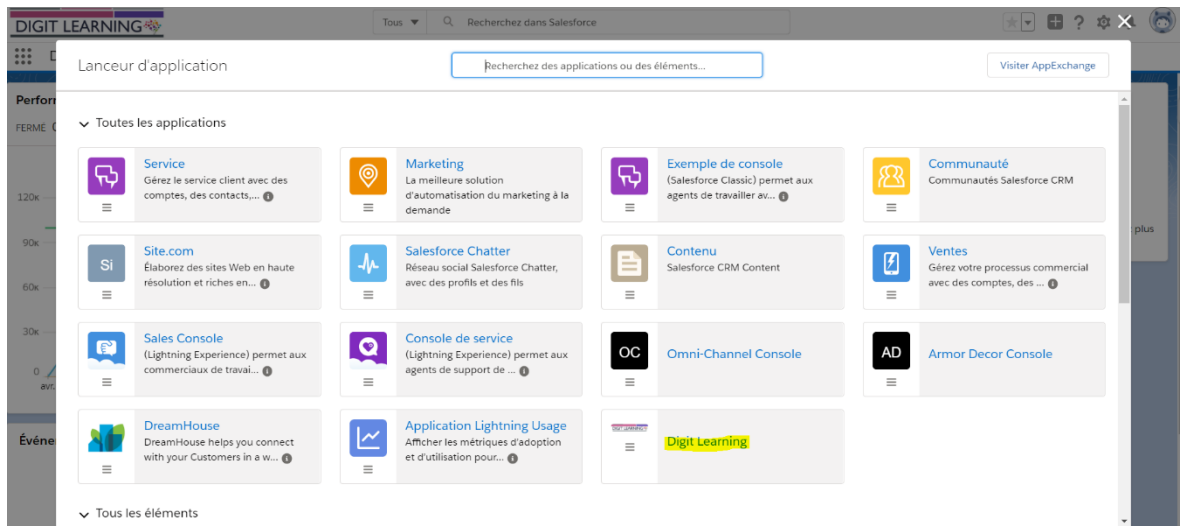 DIGIT LEARNING
Tous
Recherchez dans Salesforce
Lanceur d'application
Recherchez des applications ou des éléments...
Visiter AppExchange
FERMÉ
Toutes les applications
Service
Gérez le service client avec des
comptes, des contacts,...
Marketing
La meilleure solution
d'automatisation du marketing à la
demande
Exemple de console
(Salesforce Classic) permet aux
agents de travailler av...
Communauté
Communautés Salesforce CRM
120K
90K
60K
30K
0
avr.
plus
Si
Site.com
Élaborez des sites Web en haute
résolution et riches en...
Salesforce Chatter
Réseau social Salesforce Chatter,
avec des profils et des fils
Contenu
Salesforce CRM Content
Ventes
Gérez votre processus commercial
avec des comptes, des ...
Sales Console
(Lightning Experience) permet aux
commerciaux de travai...
Console de service
(Lightning Experience) permet aux
agents de support de ...
OC
Omni-Channel Console
AD
Armor Decor Console
DreamHouse
DreamHouse helps you connect
with your Customers in a w...
Application Lightning Usage
Afficher les métriques d'adoption
et d'utilisation pour...
DIGIT LEARNING
Digit Learning
Tous les éléments